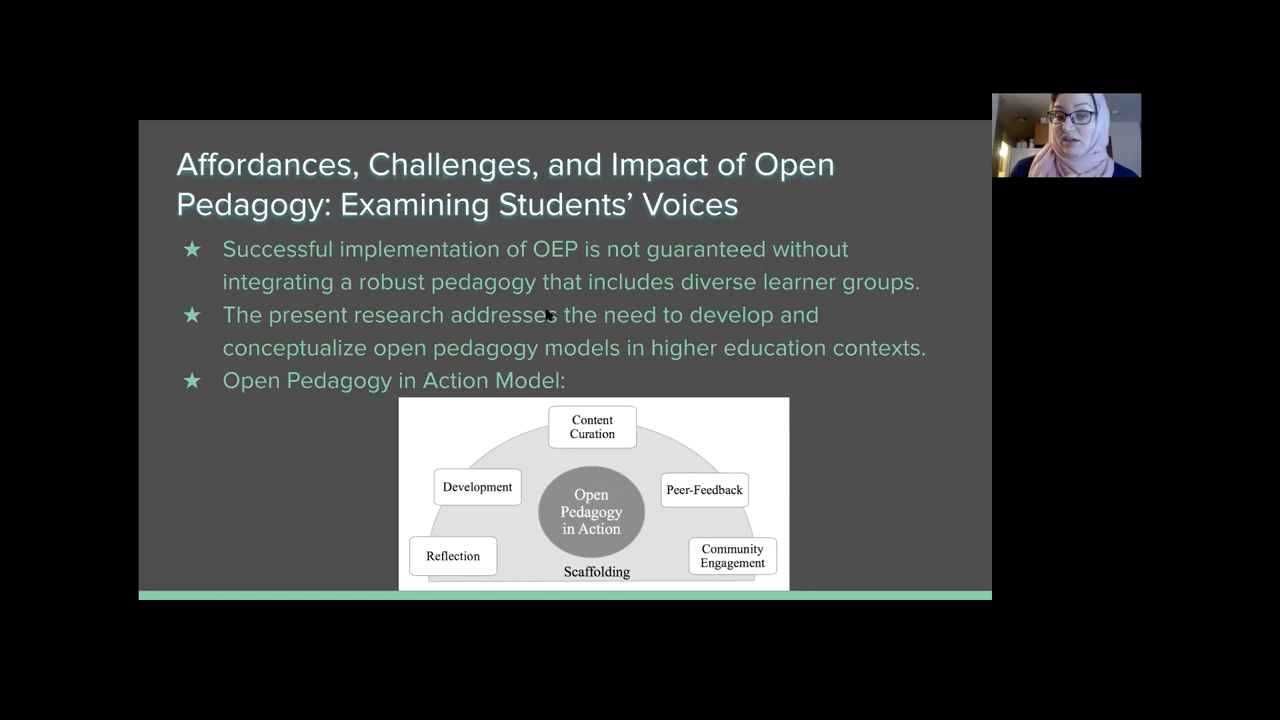 Affordances, Challenges, and Impact of Open
Pedagogy: Examining Students’ Voices
★ Successful implementation of OEP is not guaranteed without
integrating a robust pedagogy that includes diverse learner groups.
★ The present research addresses the need to develop and
conceptualize open pedagogy models in higher education contexts.
★ Open Pedagogy in Action Model:
Content
Curation
Development
Peer-Feedback
Open
Pedagogy
in Action
Reflection
Community
Engagement
Scaffolding